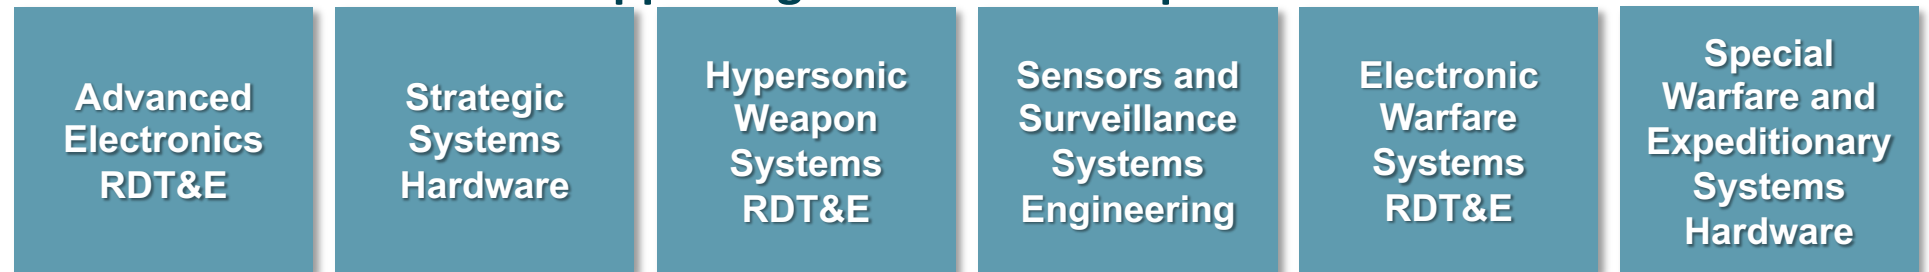 Advanced
Electronics
RDT&E
Strategic
Systems
Hardware
Hypersonic
Weapon
Systems
RDT&E
Sensors and
Surveillance
Systems
Engineering
Electronic
Warfare
Systems
RDT&E
Special
Warfare and
Expeditionary
Systems
Hardware